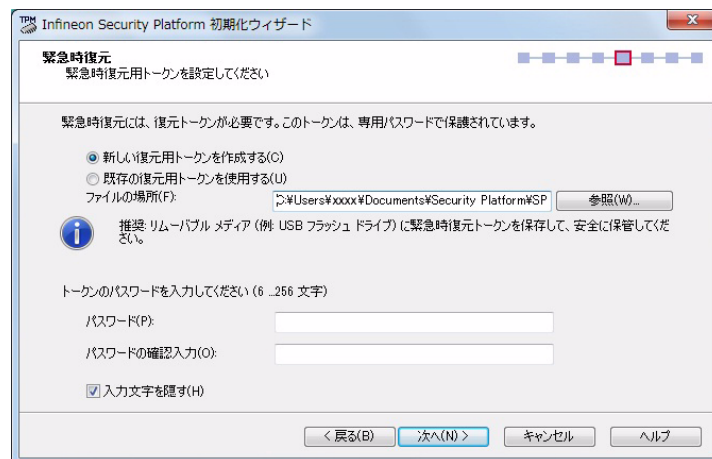 TPM Infineon Security Platform 初期化ウィザード
緊急時復元
緊急時復元用トークンを設定してください
緊急時復元には、復元トークンが必要です。このトークンは、専用パスワードで保護されています。
新しい復元用トークンを作成する(C)
既存の復元用トークンを使用する(U)
ファイルの場所(F): C:¥Users¥xxxx¥Documents¥Security Platform¥SP 参照(W)...
推奨: リムーバブル メディア (例: USB フラッシュ ドライブ) に緊急時復元トークンを保存して、安全に保管してくだ
さい。
トークンのパスワードを入力してください (6 ...256 文字)
パスワード(P):
パスワードの確認入力(O):
入力文字を隠す(H)
< 戻る(B) 次へ(N) > キャンセル ヘルプ